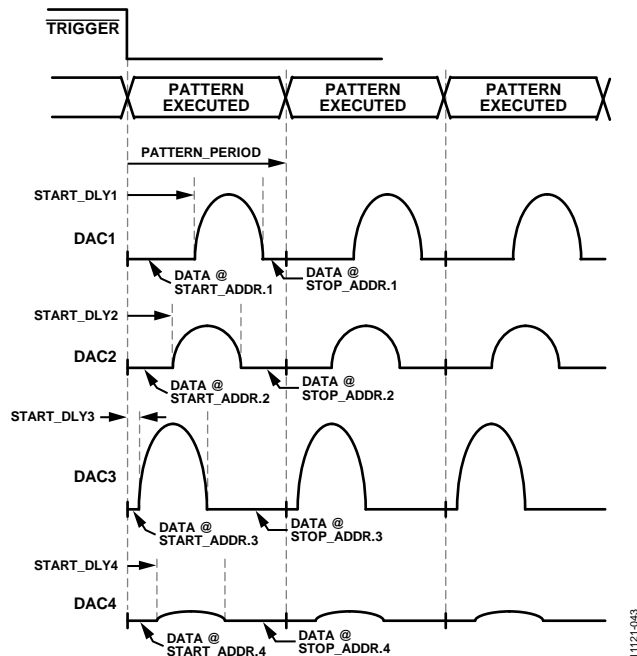 TRIGGER
PATTERN EXECUTED
PATTERN EXECUTED
PATTERN EXECUTED
PATTERN_PERIOD
START_DLY1
DAC1
DATA @
START_ADDR.1
DATA @
STOP_ADDR.1
START_DLY2
DAC2
DATA @
START_ADDR.2
DATA @
STOP_ADDR.2
START_DLY3
DAC3
DATA @
START_ADDR.3
DATA @
STOP_ADDR.3
START_DLY4
DAC4
DATA @
START_ADDR.4
DATA @
STOP_ADDR.4
11121-043